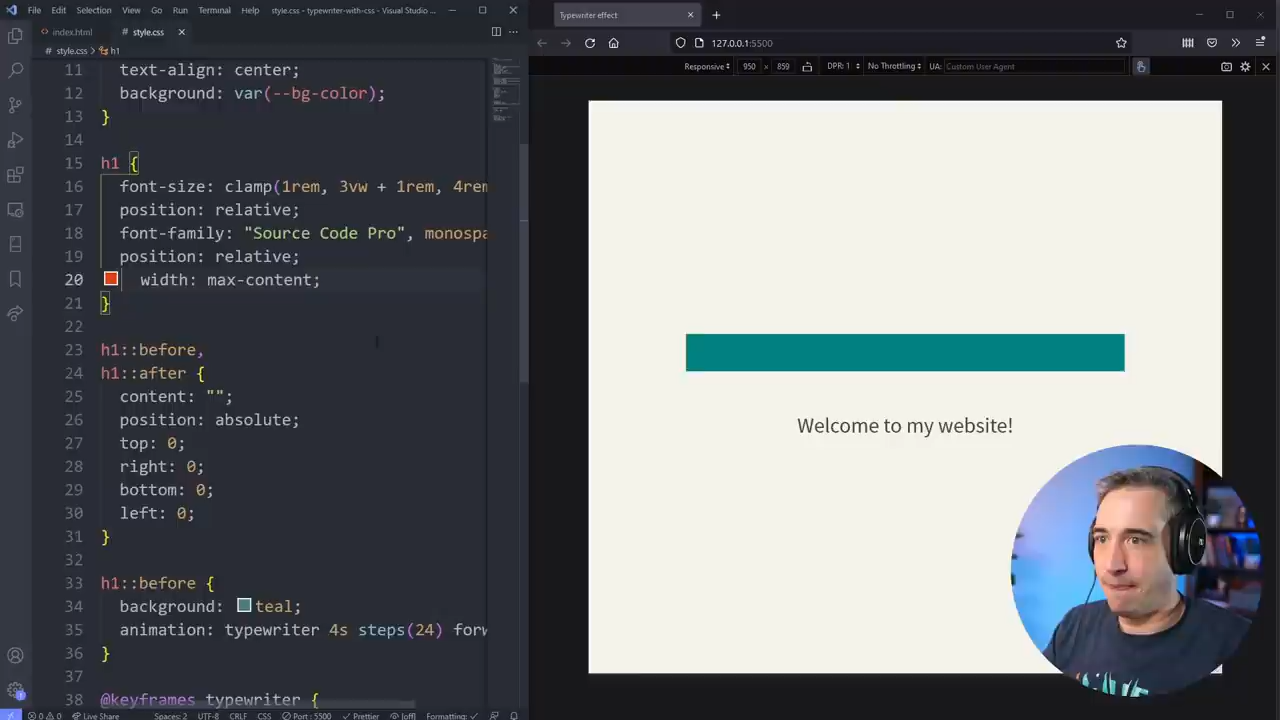 File Edit Selection View Go Run Terminal Help style.css - typewriter-with-css - Visual Studio ...
index.html style.css
style.css > h1
11 text-align: center;
12 background: var(--bg-color);
13 }
14
15 h1 {
16 font-size: clamp(1rem, 3vw + 1rem, 4rem
17 position: relative;
18 font-family: "Source Code Pro", monospa
19 position: relative;
20 width: max-content;
21 }
22
23 h1::before,
24 h1::after {
25 content: "";
26 position: absolute;
27 top: 0;
28 right: 0;
29 bottom: 0;
30 left: 0;
31 }
32
33 h1::before {
34 background: teal;
35 animation: typewriter 4s steps(24) forw
36 }
37
38 @keyframes typewriter {
0 0 Live Share Spaces: 2 UTF-8 CRLF CSS Port : 5500 Prettier [off] Formatting: ✓
Typewriter effect
127.0.0.1:5500
Responsive 950 × 859 DPR: 1 No Throttling UA: Custom User Agent
Welcome to my website!